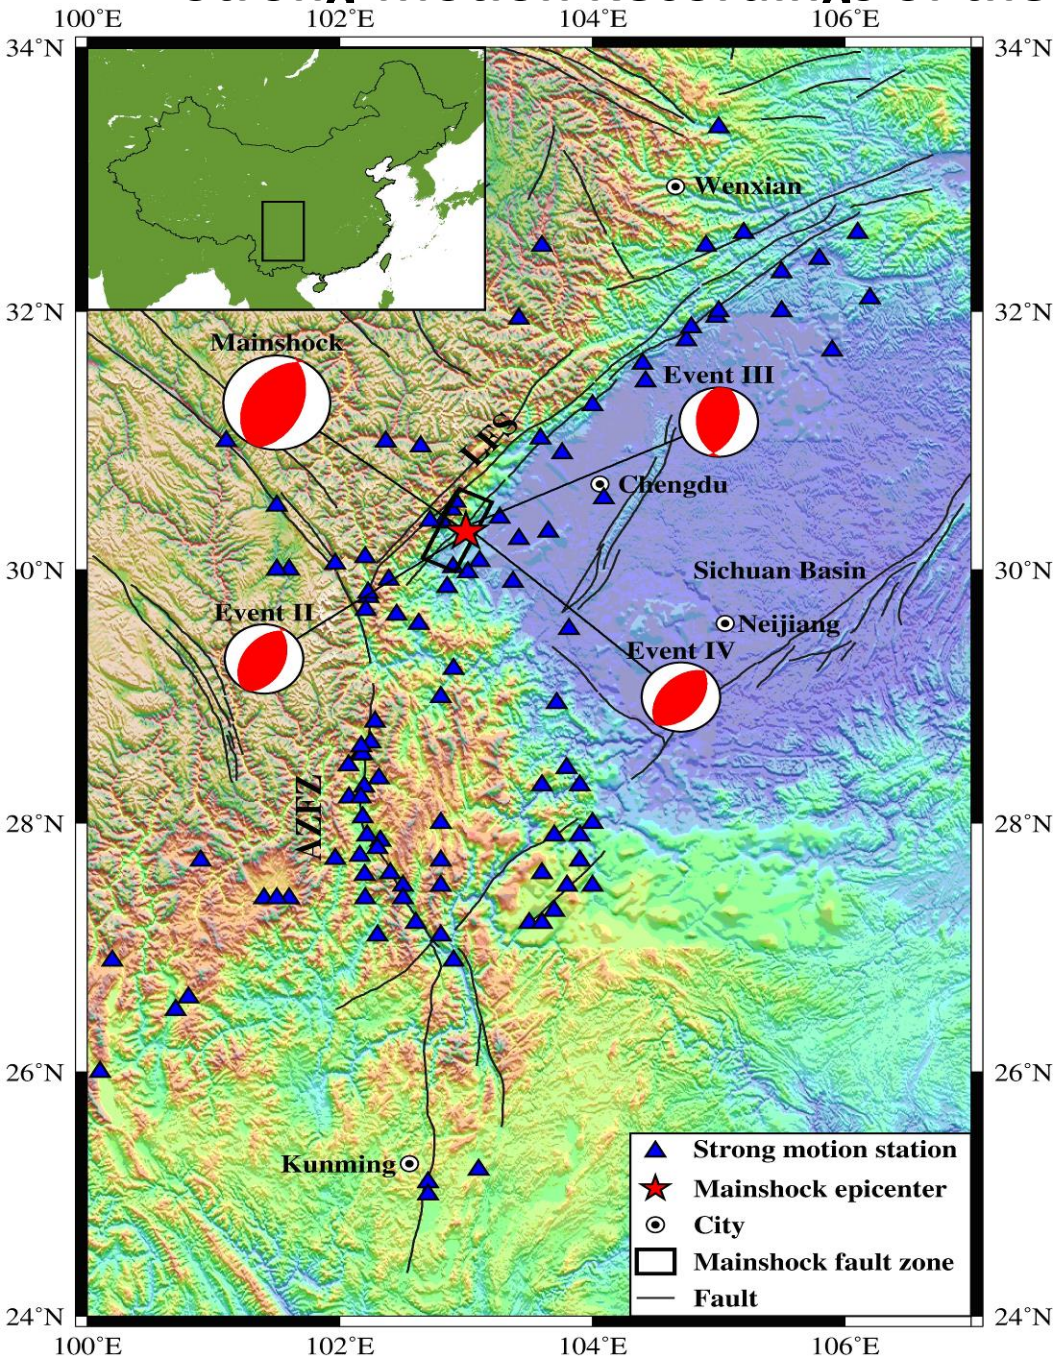 100°E 102°E 104°E 106°E
34°N 34°N
Wenxian
32°N 32°N
Mainshock
Event III
LFS
Chengdu
30°N 30°N
Sichuan Basin
Event II
Neijiang
Event IV
AZFZ
28°N 28°N
26°N 26°N
Kunming
Strong motion station
Mainshock epicenter
City
Mainshock fault zone
Fault
24°N 24°N
100°E 102°E 104°E 106°E